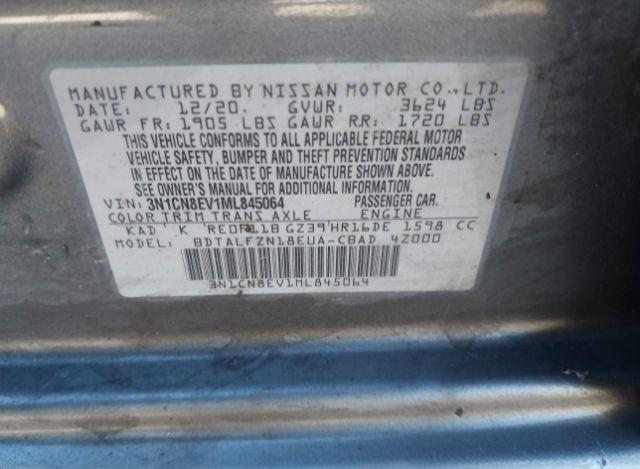 MANUFACTURED BY NISSAN MOTOR CO.,LTD.
DATE: 12/20. GVWR: 3624 LBS
GAWR FR: 1905 LBS GAWR RR: 1720 LBS
THIS VEHICLE CONFORMS TO ALL APPLICABLE FEDERAL MOTOR
VEHICLE SAFETY, BUMPER AND THEFT PREVENTION STANDARDS
IN EFFECT ON THE DATE OF MANUFACTURE SHOWN ABOVE.
SEE OWNER'S MANUAL FOR ADDITIONAL
VIN: 3N1CN8EV1ML845064 PASSENGER CAR.
COLOR TRIM TRANS AXLE ENGINE
KAD K RE0F11B GZ39 HR16DE 1598 CC
MODEL: BDTALFZN18EUA-CBAD 4Z000
3N1CN8EV1ML845064